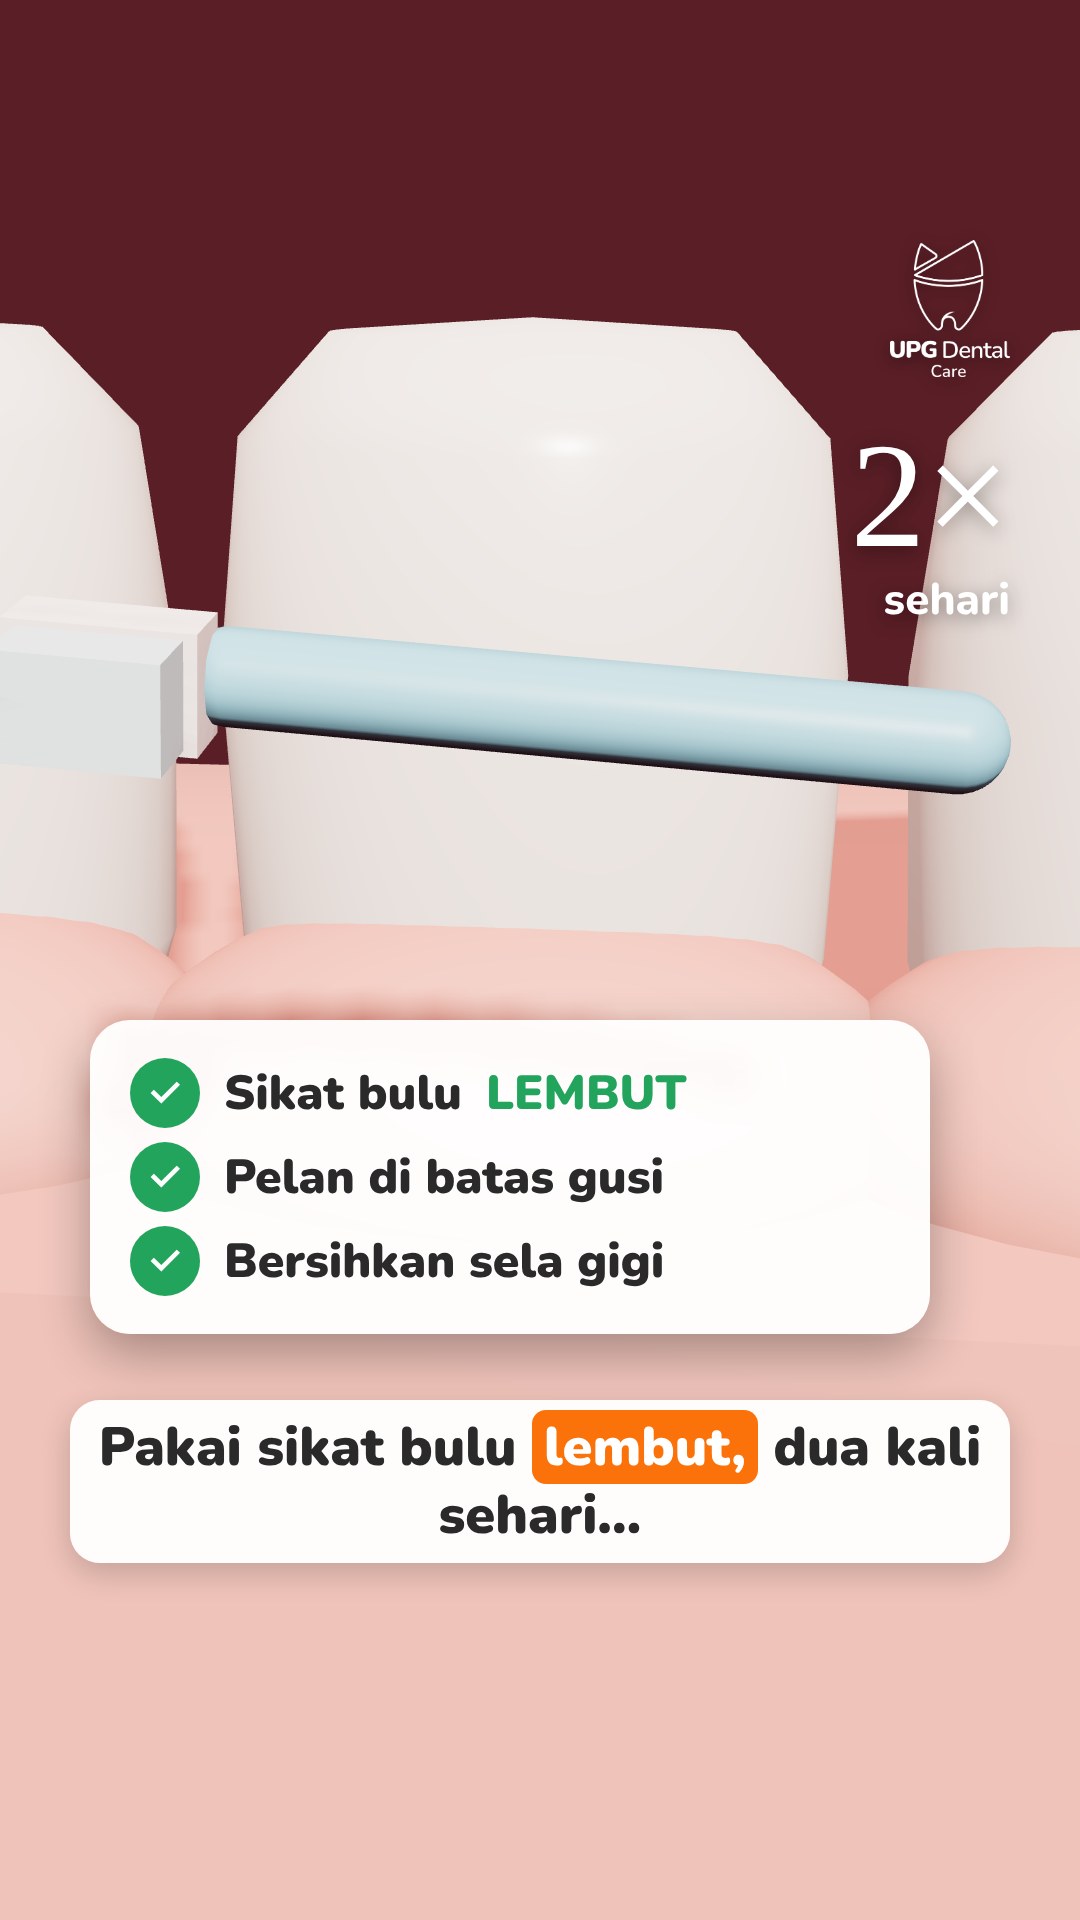 UPG Dental
Care
2×
sehari
Sikat bulu LEMBUT
Pelan di batas gusi
Bersihkan sela gigi
Pakai sikat bulu lembut, dua kali
sehari...